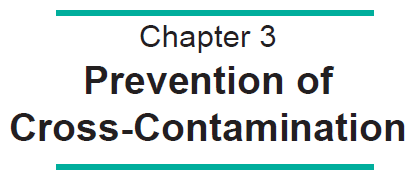 Chapter 3
Prevention of
Cross-Contamination